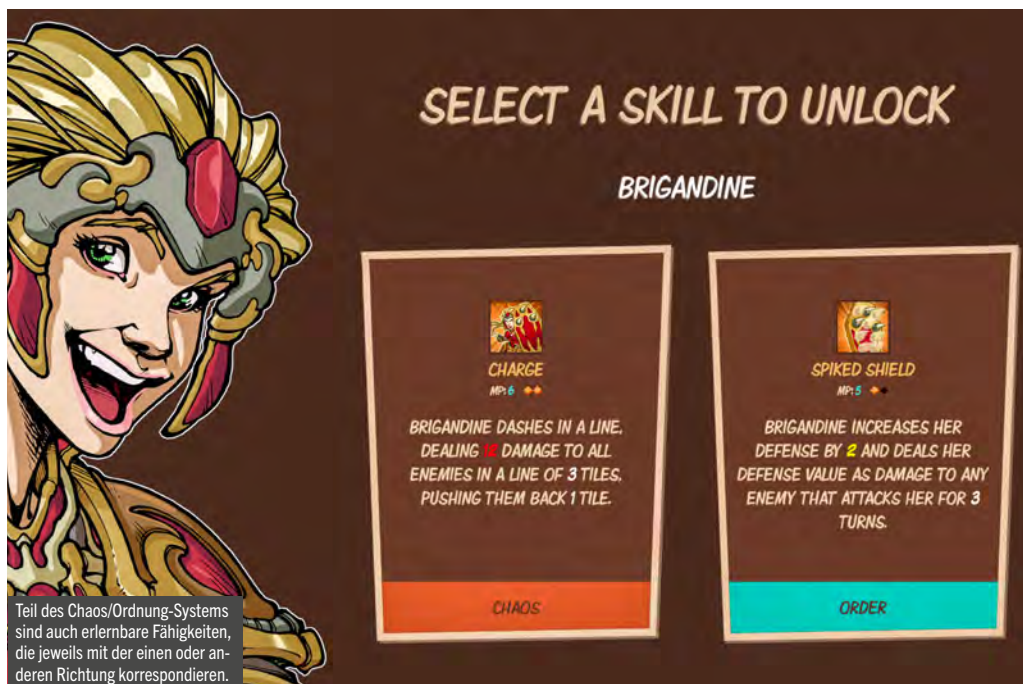 SELECT A SKILL TO UNLOCK
BRIGANDINE
CHARGE
MP: 6
BRIGANDINE DASHES IN A LINE,
DEALING DAMAGE TO ALL
ENEMIES IN A LINE OF 3 TILES,
PUSHING THEM BACK 1 TILE.
CHAOS
SPIKED SHIELD
MP: 5
BRIGANDINE INCREASES HER
DEFENSE BY 2 AND DEALS HER
DEFENSE VALUE AS DAMAGE TO ANY
ENEMY THAT ATTACKS HER FOR 3
TURNS.
ORDER
Teil des Chaos/Ordnung-Systems
sind auch erlernbare Fähigkeiten,
die jeweils mit der einen oder an-
deren Richtung korrespondieren.